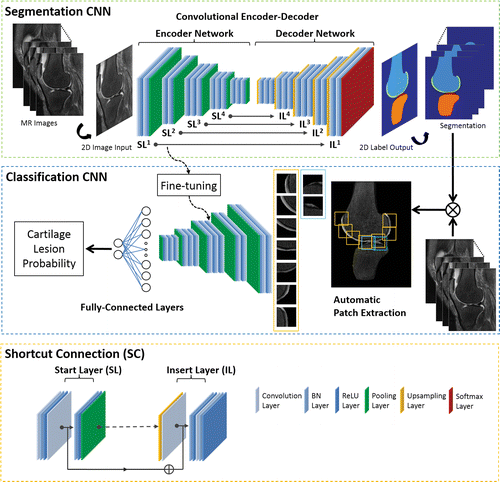 Segmentation CNN
Convolutional Encoder-Decoder
Encoder Network
Decoder Network
MR Images
2D Image Input
SL4 IL4
SL3 IL3
SL2 IL2
SL1 IL1
2D Label Output
Segmentation
Classification CNN
Fine-tuning
Cartilage
Lesion
Probability
Fully-Connected Layers
Automatic
Patch Extraction
Shortcut Connection (SC)
Start Layer (SL)
Insert Layer (IL)
Convolution
Layer
BN
Layer
ReLU
Layer
Pooling
Layer
Upsampling
Layer
Softmax
Layer